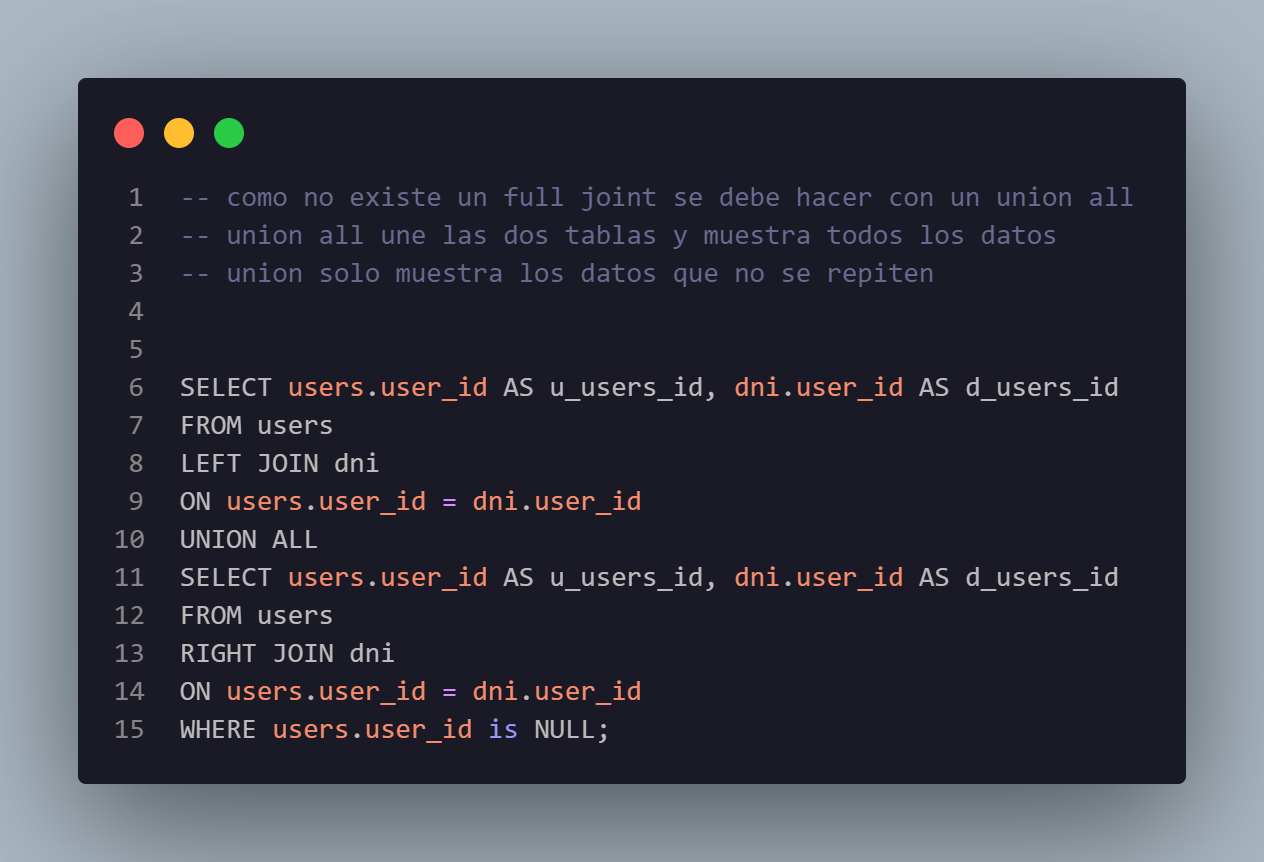 1 -- como no existe un full joint se debe hacer con un union all
2 -- union all une las dos tablas y muestra todos los datos
3 -- union solo muestra los datos que no se repiten
4
5
6 SELECT users.user_id AS u_users_id, dni.user_id AS d_users_id
7 FROM users
8 LEFT JOIN dni
9 ON users.user_id = dni.user_id
10 UNION ALL
11 SELECT users.user_id AS u_users_id, dni.user_id AS d_users_id
12 FROM users
13 RIGHT JOIN dni
14 ON users.user_id = dni.user_id
15 WHERE users.user_id is NULL;